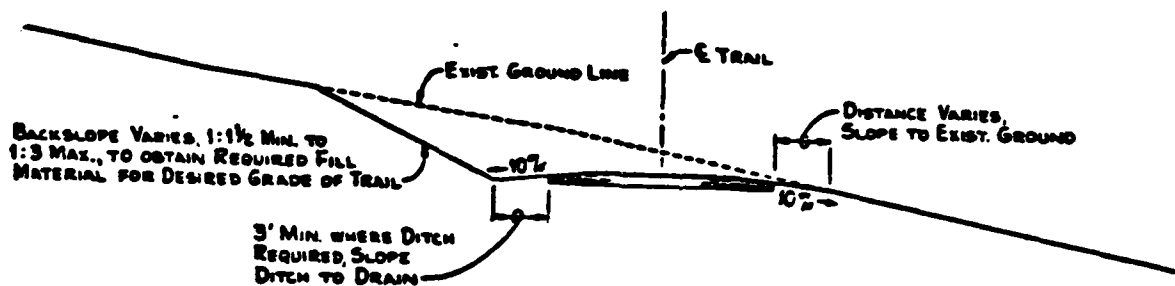 ℄ TRAIL
EXIST. GROUND LINE
DISTANCE VARIES,
SLOPE TO EXIST. GROUND
BACKSLOPE VARIES, 1:1½ MIN. TO
1:3 MAX., TO OBTAIN REQUIRED FILL
MATERIAL FOR DESIRED GRADE OF TRAIL
10%
10%
3' MIN. WHERE DITCH
REQUIRED, SLOPE
DITCH TO DRAIN